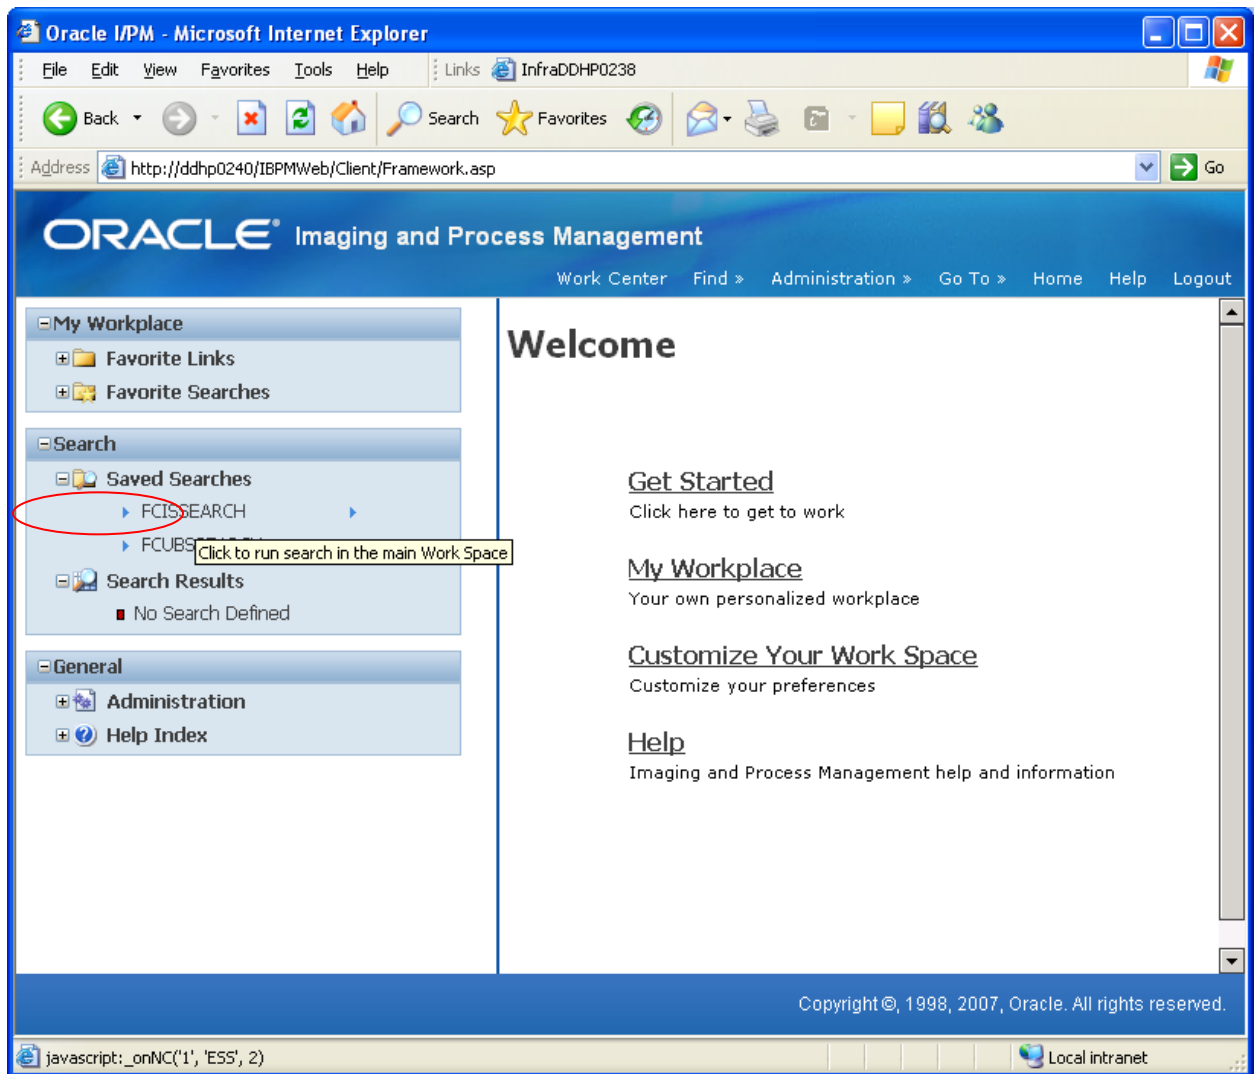 Oracle I/PM - Microsoft Internet Explorer
File Edit View Favorites Tools Help Links InfraDDHP0238
Back Search Favorites
Address http://ddhp0240/IBPMWeb/Client/Framework.asp Go
ORACLE Imaging and Process Management
Work Center Find » Administration » Go To » Home Help Logout
My Workplace
Favorite Links
Favorite Searches
Search
Saved Searches
FCISSEARCH
FCUBS
Click to run search in the main Work Space
Search Results
No Search Defined
General
Administration
Help Index
Welcome
Get Started
Click here to get to work
My Workplace
Your own personalized workplace
Customize Your Work Space
Customize your preferences
Help
Imaging and Process Management help and information
Copyright©, 1998, 2007, Oracle. All rights reserved.
javascript:_onNC('1', 'ESS', 2) Local intranet